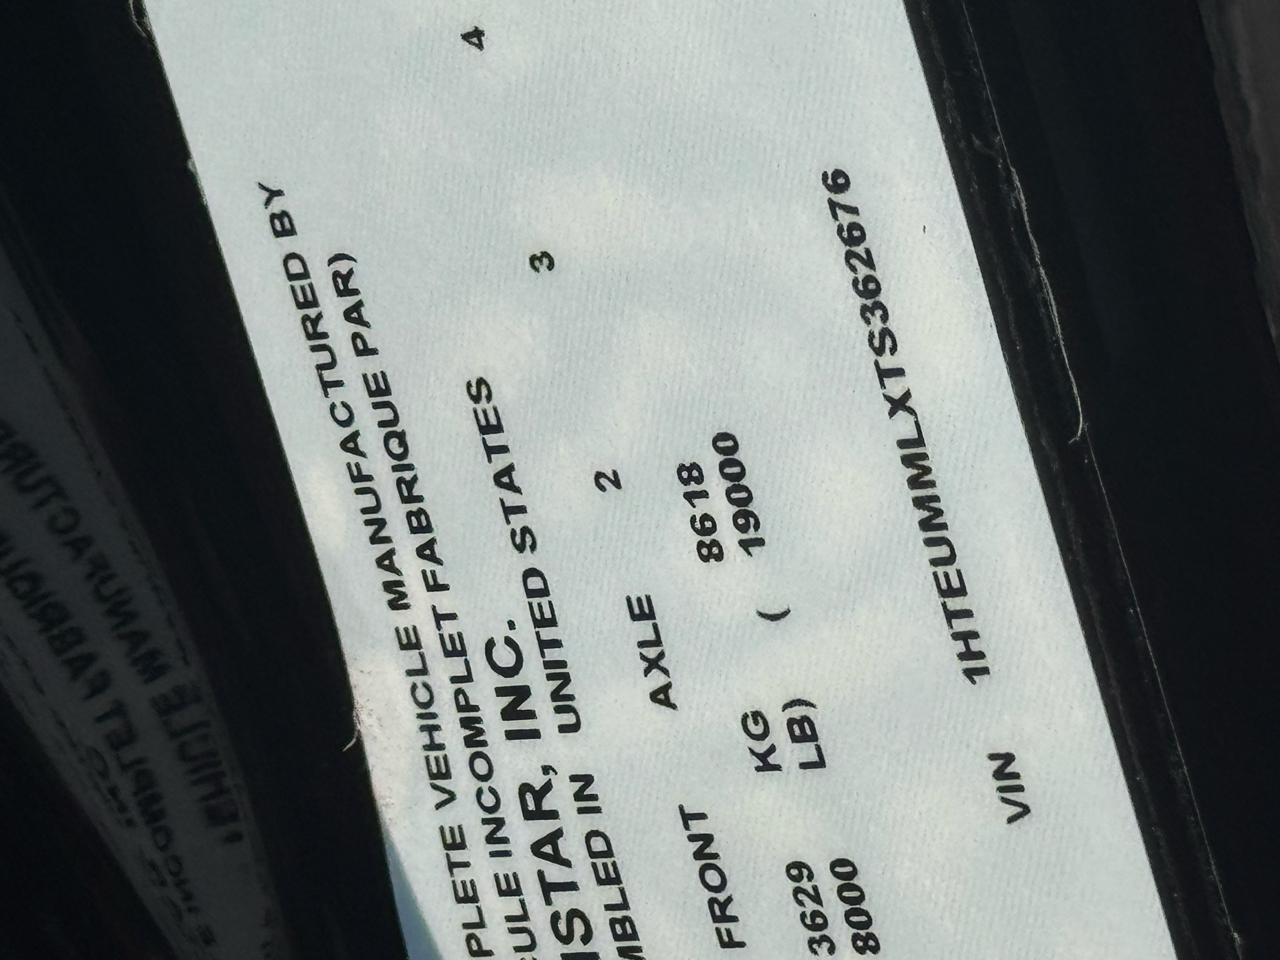 PLETE VEHICLE MANUFACTURED BY
CULE INCOMPLET FABRIQUE PAR)
ISTAR, INC.
MBLED IN UNITED STATES
AXLE 2 3 4
FRONT
3629 KG 8618
8000 LB) ( 19000
VIN 1HTEUMMLXTS362676